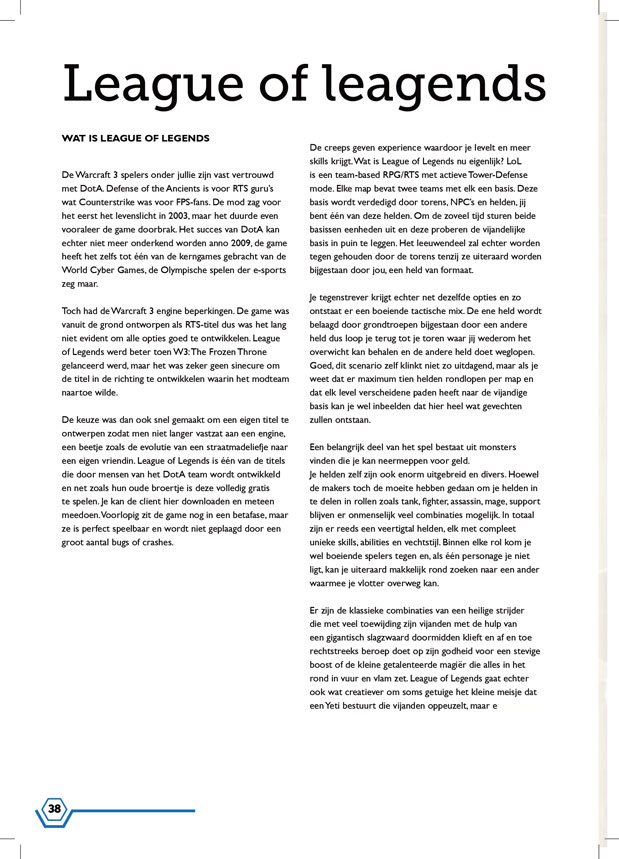 League of leagends
WAT IS LEAGUE OF LEGENDS
De Warcraft 3 spelers onder jullie zijn vast vertrouwd
met DotA. Defense of the Ancients is voor RTS guru's
wat Counterstrike was voor FPS-fans. De mod zag voor
het eerst het levenslicht in 2003, maar het duurde even
vooraleer de game doorbrak. Het succes van DotA kan
echter niet meer onderkend worden anno 2009, de game
heeft het zelfs tot één van de kerngames gebracht van de
World Cyber Games, de Olympische spelen der e-sports
zeg maar.
Toch had de Warcraft 3 engine beperkingen. De game was
vanuit de grond ontworpen als RTS-titel dus was het lang
niet evident om alle opties goed te ontwikkelen. League
of Legends werd beter toen W3: The Frozen Throne
gelanceerd werd, maar het was zeker geen sinecure om
de titel in de richting te ontwikkelen waarin het modteam
naartoe wilde.
De keuze was dan ook snel gemaakt om een eigen titel te
ontwerpen zodat men niet langer vastzat aan een engine,
een beetje zoals de evolutie van een straatmadeliefje naar
een eigen vriendin. League of Legends is één van de titels
die door mensen van het DotA team wordt ontwikkeld
en net zoals hun oude broertje is deze volledig gratis
te spelen. Je kan de client hier downloaden en meteen
meedoen. Voorlopig zit de game nog in een betafase, maar
ze is perfect speelbaar en wordt niet geplaagd door een
groot aantal bugs of crashes.
De creeps geven experience waardoor je levelt en meer
skills krijgt. Wat is League of Legends nu eigenlijk? LoL
is een team-based RPG/RTS met actieve Tower-Defense
mode. Elke map bevat twee teams met elk een basis. Deze
basis wordt verdedigd door torens, NPC's en helden, jij
bent één van deze helden. Om de zoveel tijd sturen beide
basissen eenheden uit en deze proberen de vijandelijke
basis in puin te leggen. Het leeuwendeel zal echter worden
tegen gehouden door de torens tenzij ze uiteraard worden
bijgestaan door jou, een held van formaat.
Je tegenstrever krijgt echter net dezelfde opties en zo
ontstaat er een boeiende tactische mix. De ene held wordt
belaagd door grondtroepen bijgestaan door een andere
held dus loop je terug tot je toren waar jij wederom het
overwicht kan behalen en de andere held doet weglopen.
Goed, dit scenario zelf klinkt niet zo uitdagend, maar als je
weet dat er maximum tien helden rondlopen per map en
dat elk level verscheidene paden heeft naar de vijandige
basis kan je wel inbeelden dat hier heel wat gevechten
zullen ontstaan.
Een belangrijk deel van het spel bestaat uit monsters
vinden die je kan neermeppen voor geld.
Je helden zelf zijn ook enorm uitgebreid en divers. Hoewel
de makers toch de moeite hebben gedaan om je helden in
te delen in rollen zoals tank, fighter, assassin, mage, support
blijven er onmenselijk veel combinaties mogelijk. In totaal
zijn er reeds een veertigtal helden, elk met compleet
unieke skills, abilities en vechtstijl. Binnen elke rol kom je
wel boeiende spelers tegen en, als één personage je niet
ligt, kan je uiteraard makkelijk rond zoeken naar een ander
waarmee je vlotter overweg kan.
Er zijn de klassieke combinaties van een heilige strijder
die met veel toewijding zijn vijanden met de hulp van
een gigantisch slagzwaard doormidden klieft en af en toe
rechtstreeks beroep doet op zijn godheid voor een stevige
boost of de kleine getalenteerde magiër die alles in het
rond in vuur en vlam zet. League of Legends gaat echter
ook wat creatiever om soms getuige het kleine meisje dat
een Yeti bestuurt die vijanden oppeuzelt, maar e
38